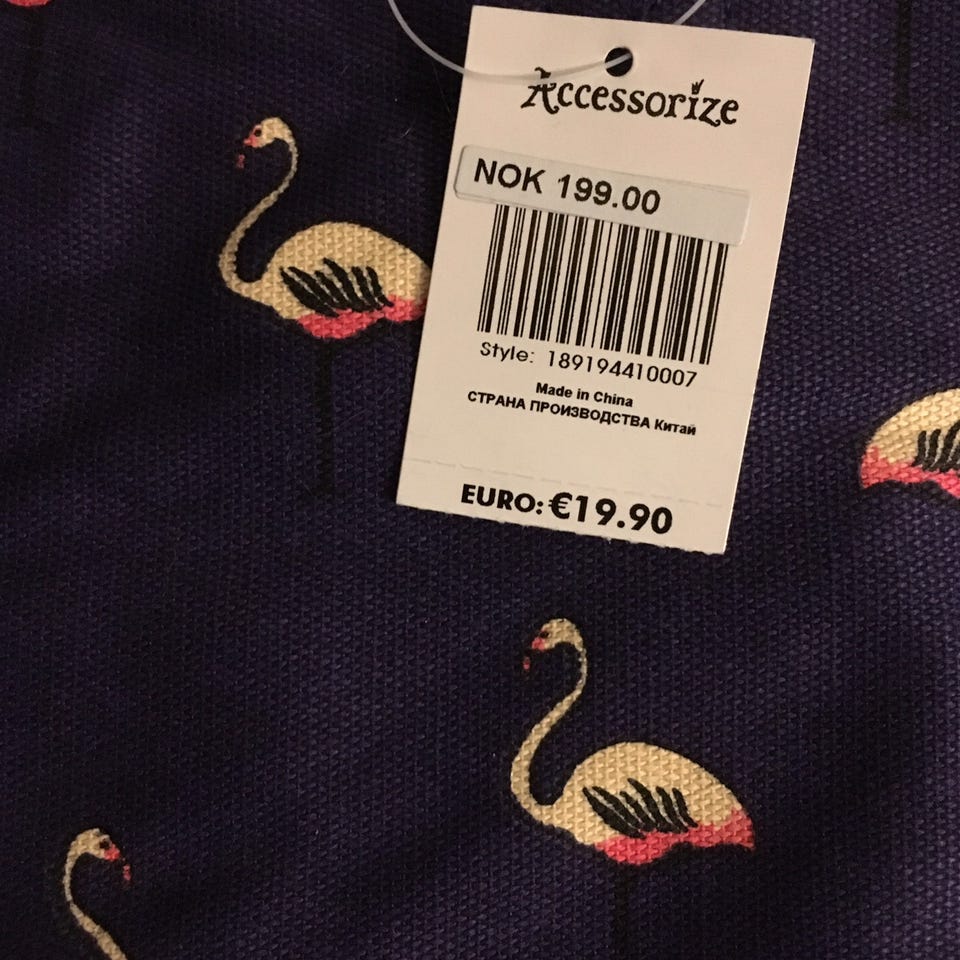 Accessorize
NOK 199.00
Style: 189194410007
Made in China
СТРАНА ПРОИЗВОДСТВА Китай
EURO: €19.90